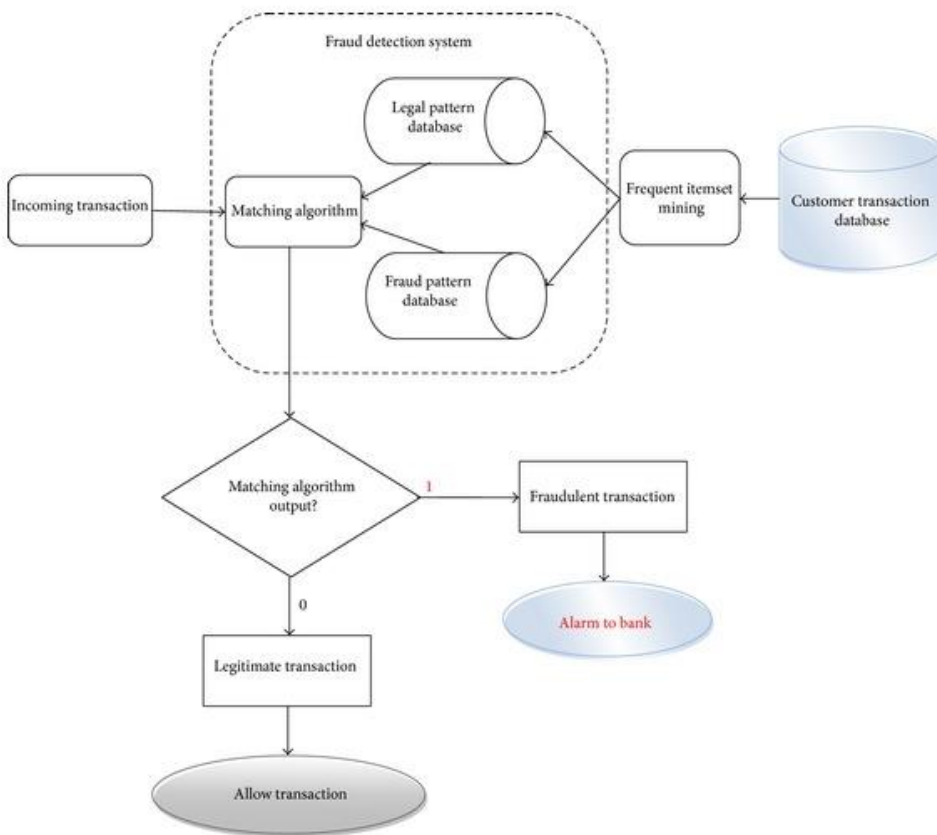 Fraud detection system
Legal pattern
database
Incoming transaction
Matching algorithm
Frequent itemset
mining
Customer transaction
database
Fraud pattern
database
Matching algorithm
output?
1
Fraudulent transaction
0
Alarm to bank
Legitimate transaction
Allow transaction